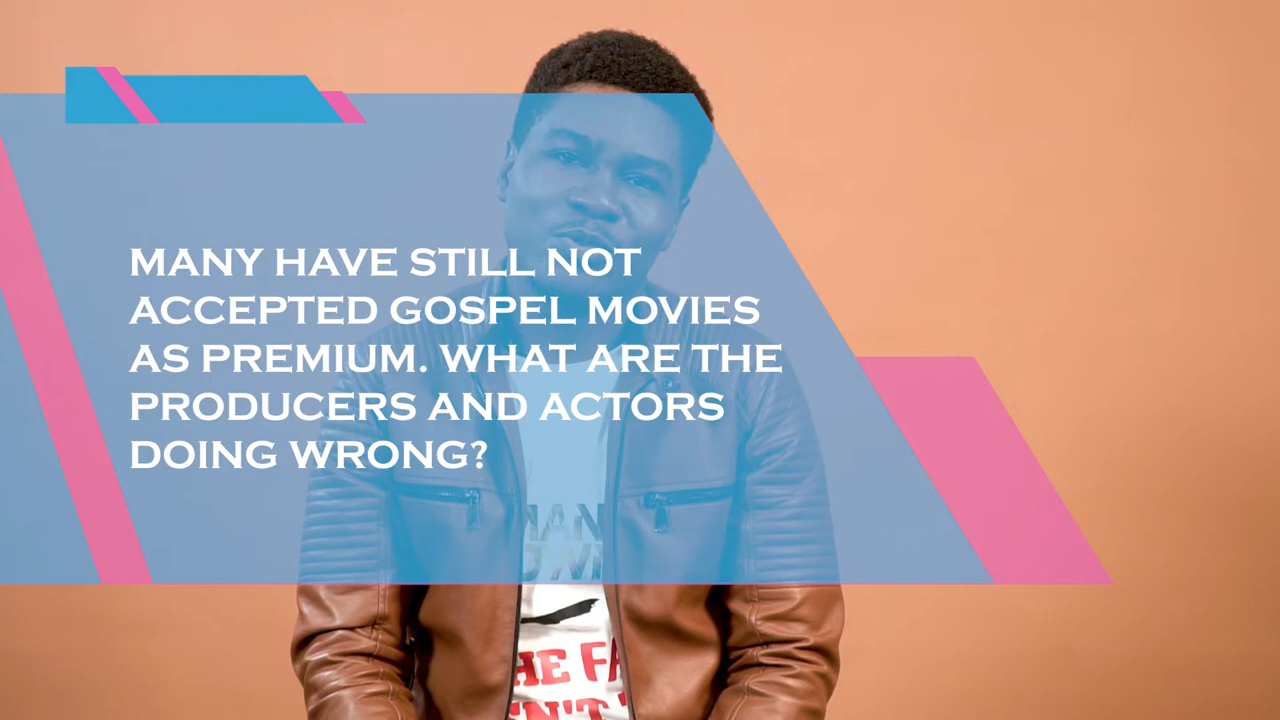 MANY HAVE STILL NOT
ACCEPTED GOSPEL MOVIES
AS PREMIUM. WHAT ARE THE
PRODUCERS AND ACTORS
DOING WRONG?